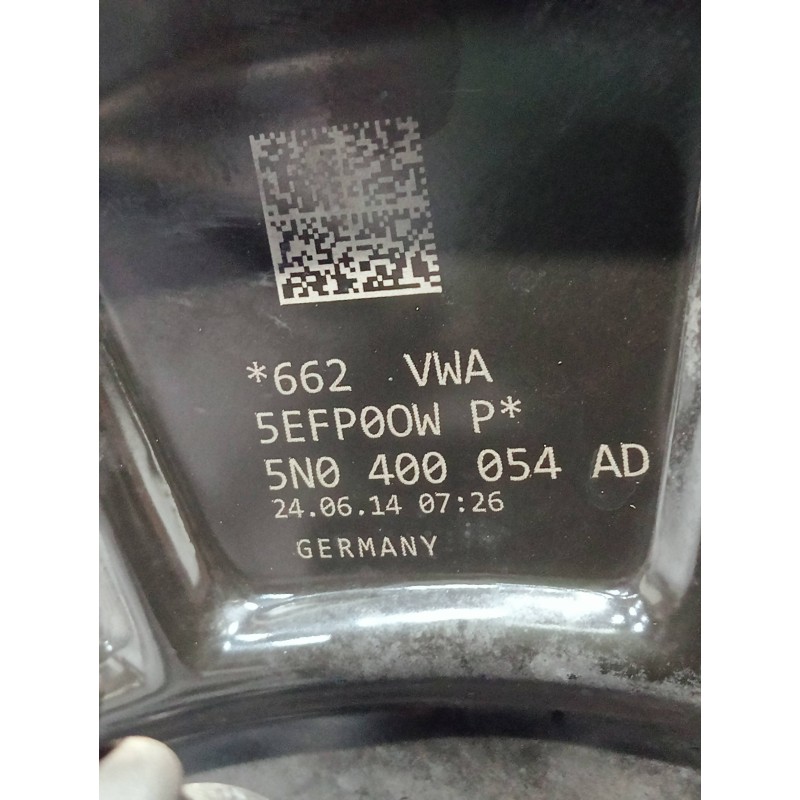 *662 VWA
5EFP0OW P*
5N0 400 054 AD
24.06.14 07:26
GERMANY